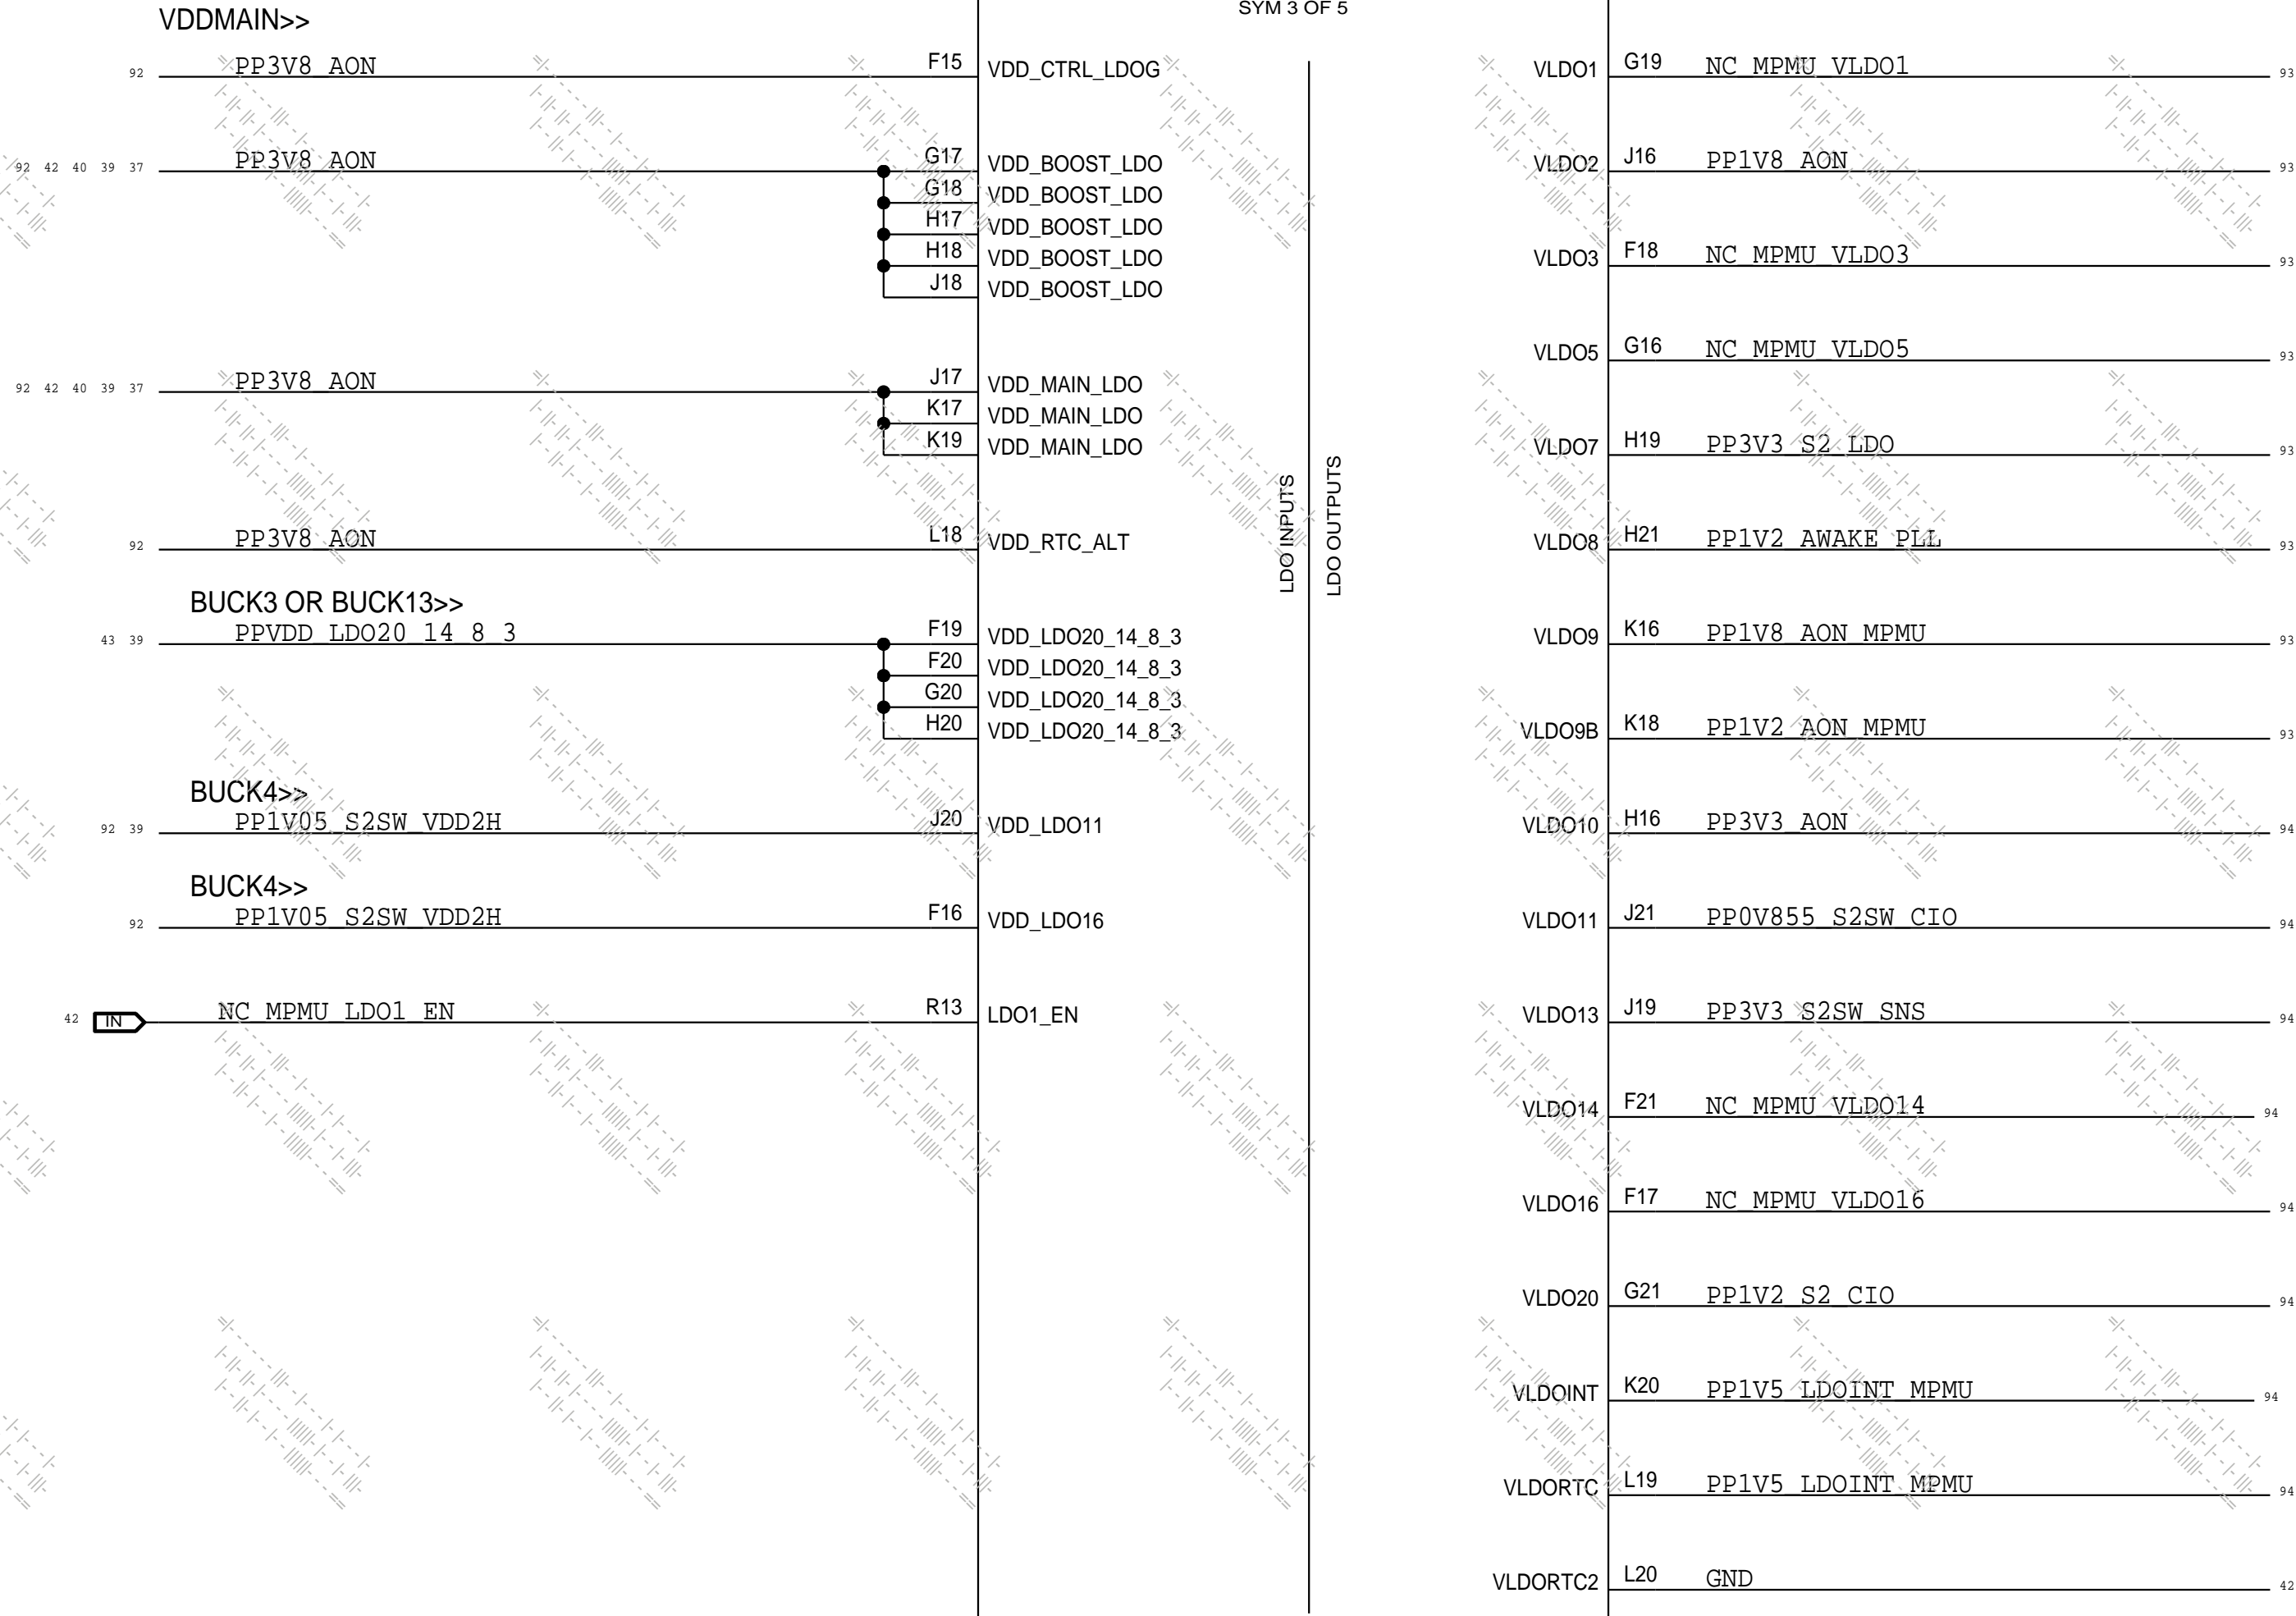 SYM 3 OF 5
VDDMAIN>>
92 PP3V8_AON F15 VDD_CTRL_LDOG
92 42 40 39 37 PP3V8_AON G17 VDD_BOOST_LDO
G18 VDD_BOOST_LDO
H17 VDD_BOOST_LDO
H18 VDD_BOOST_LDO
J18 VDD_BOOST_LDO
92 42 40 39 37 PP3V8_AON J17 VDD_MAIN_LDO
K17 VDD_MAIN_LDO
K19 VDD_MAIN_LDO
92 PP3V8_AON L18 VDD_RTC_ALT
BUCK3 OR BUCK13>>
43 39 PPVDD_LDO20_14_8_3 F19 VDD_LDO20_14_8_3
F20 VDD_LDO20_14_8_3
G20 VDD_LDO20_14_8_3
H20 VDD_LDO20_14_8_3
BUCK4>>
92 39 PP1V05_S2SW_VDD2H J20 VDD_LDO11
BUCK4>>
92 PP1V05_S2SW_VDD2H F16 VDD_LDO16
42 IN NC_MPMU_LDO1_EN R13 LDO1_EN
LDO INPUTS
LDO OUTPUTS
VLDO1 G19 NC_MPMU_VLDO1 93
VLDO2 J16 PP1V8_AON 93
VLDO3 F18 NC_MPMU_VLDO3 93
VLDO5 G16 NC_MPMU_VLDO5 93
VLDO7 H19 PP3V3_S2_LDO 93
VLDO8 H21 PP1V2_AWAKE_PLL 93
VLDO9 K16 PP1V8_AON_MPMU 93
VLDO9B K18 PP1V2_AON_MPMU 93
VLDO10 H16 PP3V3_AON 94
VLDO11 J21 PP0V855_S2SW_CIO 94
VLDO13 J19 PP3V3_S2SW_SNS 94
VLDO14 F21 NC_MPMU_VLDO14 94
VLDO16 F17 NC_MPMU_VLDO16 94
VLDO20 G21 PP1V2_S2_CIO 94
VLDOINT K20 PP1V5_LDOINT_MPMU 94
VLDORTC L19 PP1V5_LDOINT_MPMU 94
VLDORTC2 L20 GND 42